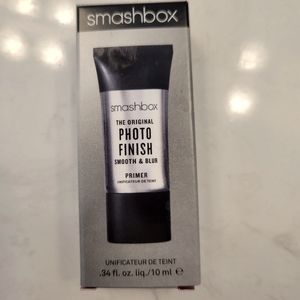 smashbox
smashbox
THE ORIGINAL
PHOTO
FINISH
SMOOTH & BLUR
PRIMER
UNIFICATEUR DE TEINT
UNIFICATEUR DE TEINT
.34 fl. oz. liq./10 ml ℮